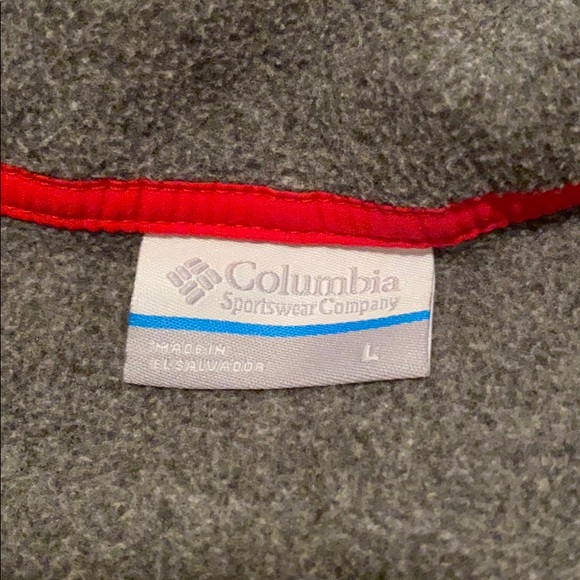 Columbia
Sportswear Company
MADE IN
EL SALVADOR
L